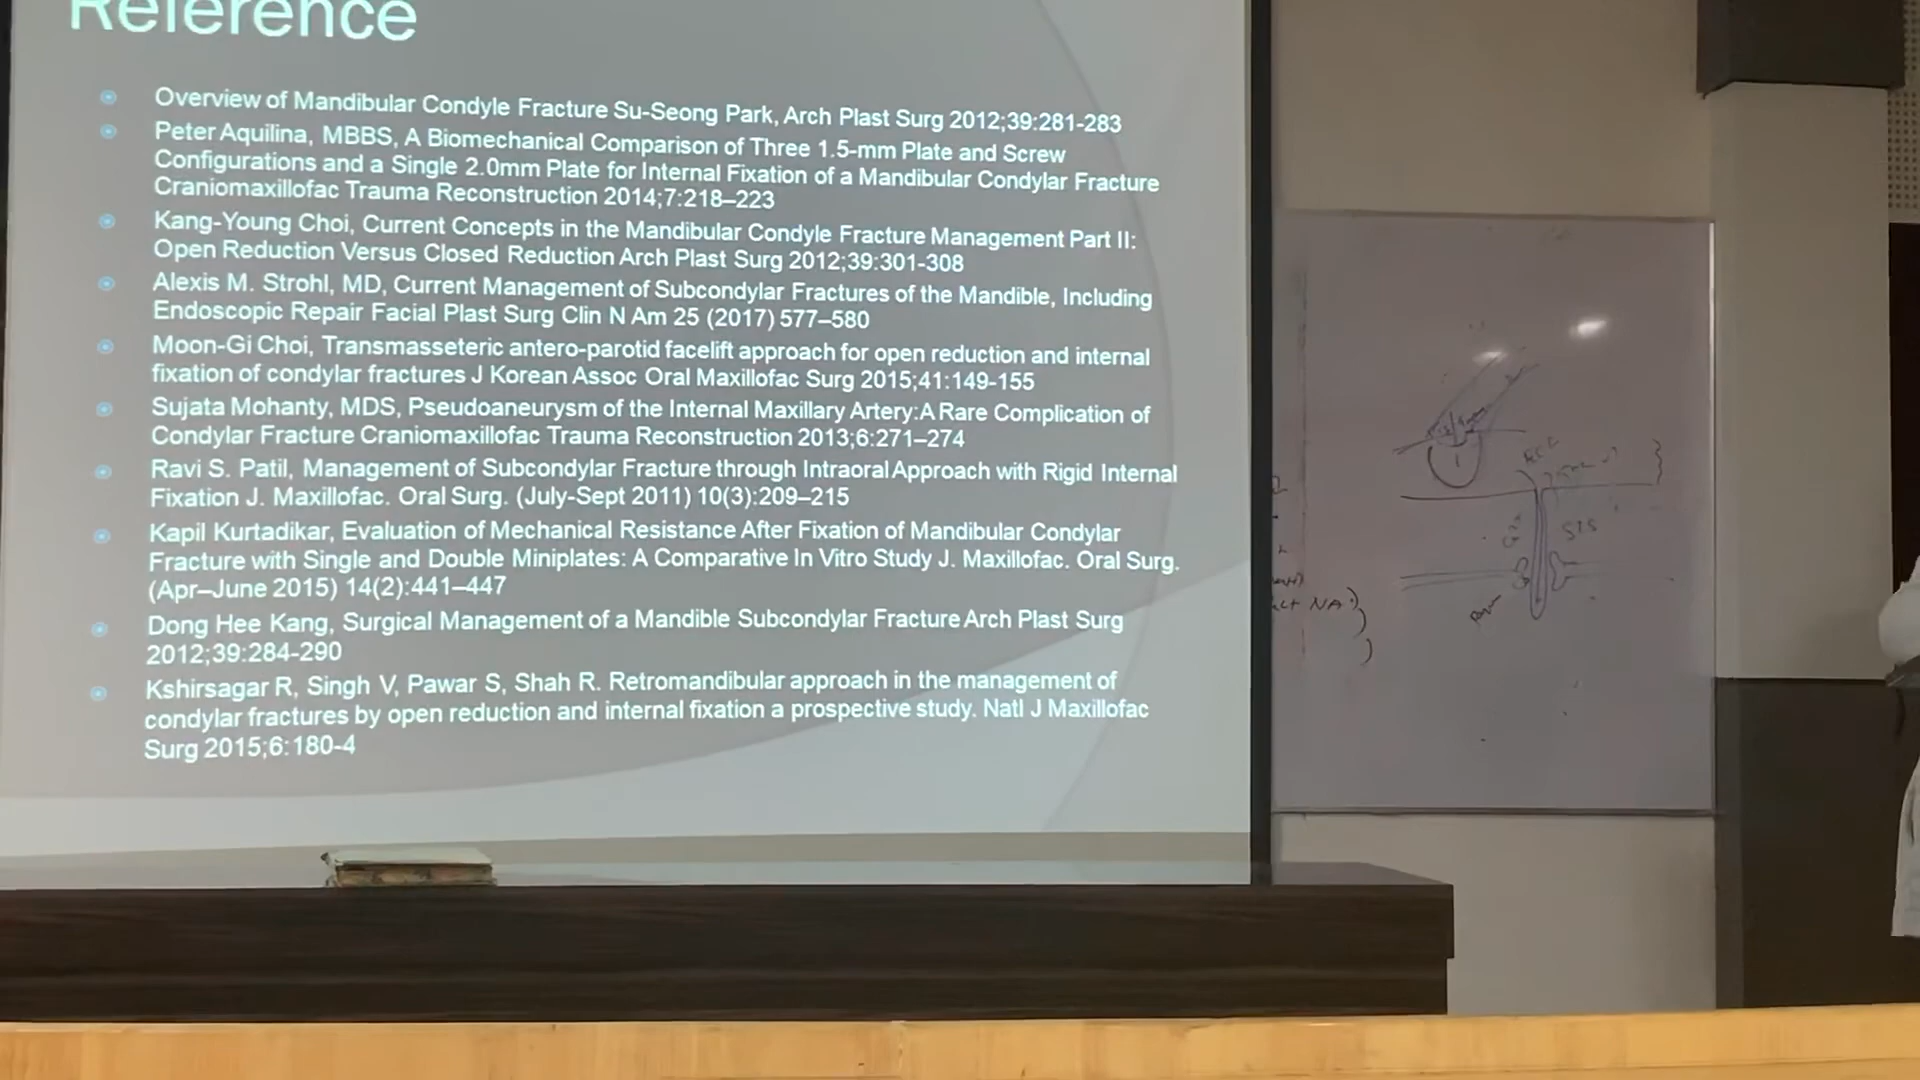 Reference
Overview of Mandibular Condyle Fracture Su-Seong Park, Arch Plast Surg 2012;39:281-283
Peter Aquilina, MBBS, A Biomechanical Comparison of Three 1.5-mm Plate and Screw
Configurations and a Single 2.0mm Plate for Internal Fixation of a Mandibular Condylar Fracture
Craniomaxillofac Trauma Reconstruction 2014;7:218–223
Kang-Young Choi, Current Concepts in the Mandibular Condyle Fracture Management Part II:
Open Reduction Versus Closed Reduction Arch Plast Surg 2012;39:301-308
Alexis M. Strohl, MD, Current Management of Subcondylar Fractures of the Mandible, Including
Endoscopic Repair Facial Plast Surg Clin N Am 25 (2017) 577–580
Moon-Gi Choi, Transmasseteric antero-parotid facelift approach for open reduction and internal
fixation of condylar fractures J Korean Assoc Oral Maxillofac Surg 2015;41:149-155
Sujata Mohanty, MDS, Pseudoaneurysm of the Internal Maxillary Artery:A Rare Complication of
Condylar Fracture Craniomaxillofac Trauma Reconstruction 2013;6:271–274
Ravi S. Patil, Management of Subcondylar Fracture through Intraoral Approach with Rigid Internal
Fixation J. Maxillofac. Oral Surg. (July-Sept 2011) 10(3):209–215
Kapil Kurtadikar, Evaluation of Mechanical Resistance After Fixation of Mandibular Condylar
Fracture with Single and Double Miniplates: A Comparative In Vitro Study J. Maxillofac. Oral Surg.
(Apr–June 2015) 14(2):441–447
Dong Hee Kang, Surgical Management of a Mandible Subcondylar Fracture Arch Plast Surg
2012;39:284-290
Kshirsagar R, Singh V, Pawar S, Shah R. Retromandibular approach in the management of
condylar fractures by open reduction and internal fixation a prospective study. Natl J Maxillofac
Surg 2015;6:180-4
NA)